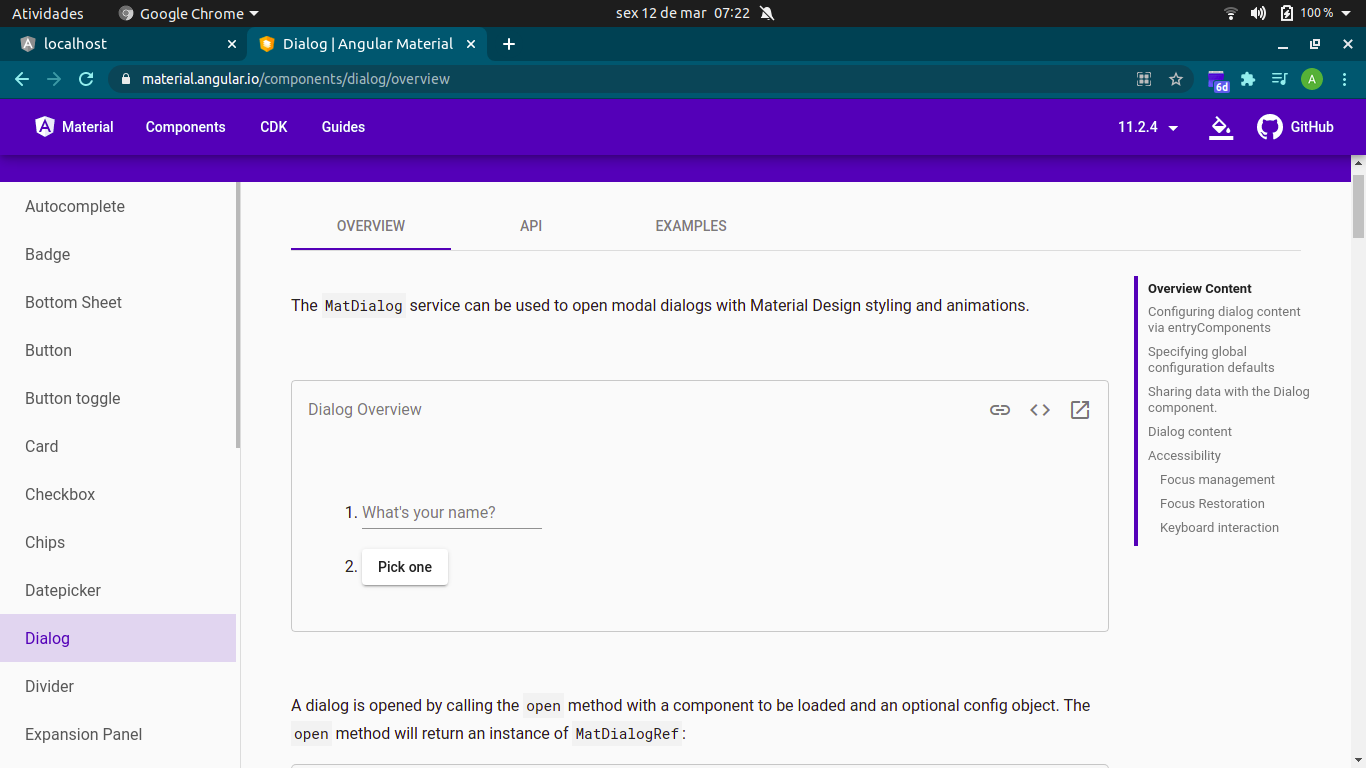 Atividades
Google Chrome
sex 12 de mar 07:22
100 %
localhost
Dialog | Angular Material
material.angular.io/components/dialog/overview
6d
A
Material
Components
CDK
Guides
11.2.4
GitHub
Autocomplete
Badge
Bottom Sheet
Button
Button toggle
Card
Checkbox
Chips
Datepicker
Dialog
Divider
Expansion Panel
OVERVIEW
API
EXAMPLES
The MatDialog service can be used to open modal dialogs with Material Design styling and animations.
Dialog Overview
1. What's your name?
2. Pick one
A dialog is opened by calling the open method with a component to be loaded and an optional config object. The
open method will return an instance of MatDialogRef:
Overview Content
Configuring dialog content
via entryComponents
Specifying global
configuration defaults
Sharing data with the Dialog
component.
Dialog content
Accessibility
Focus management
Focus Restoration
Keyboard interaction